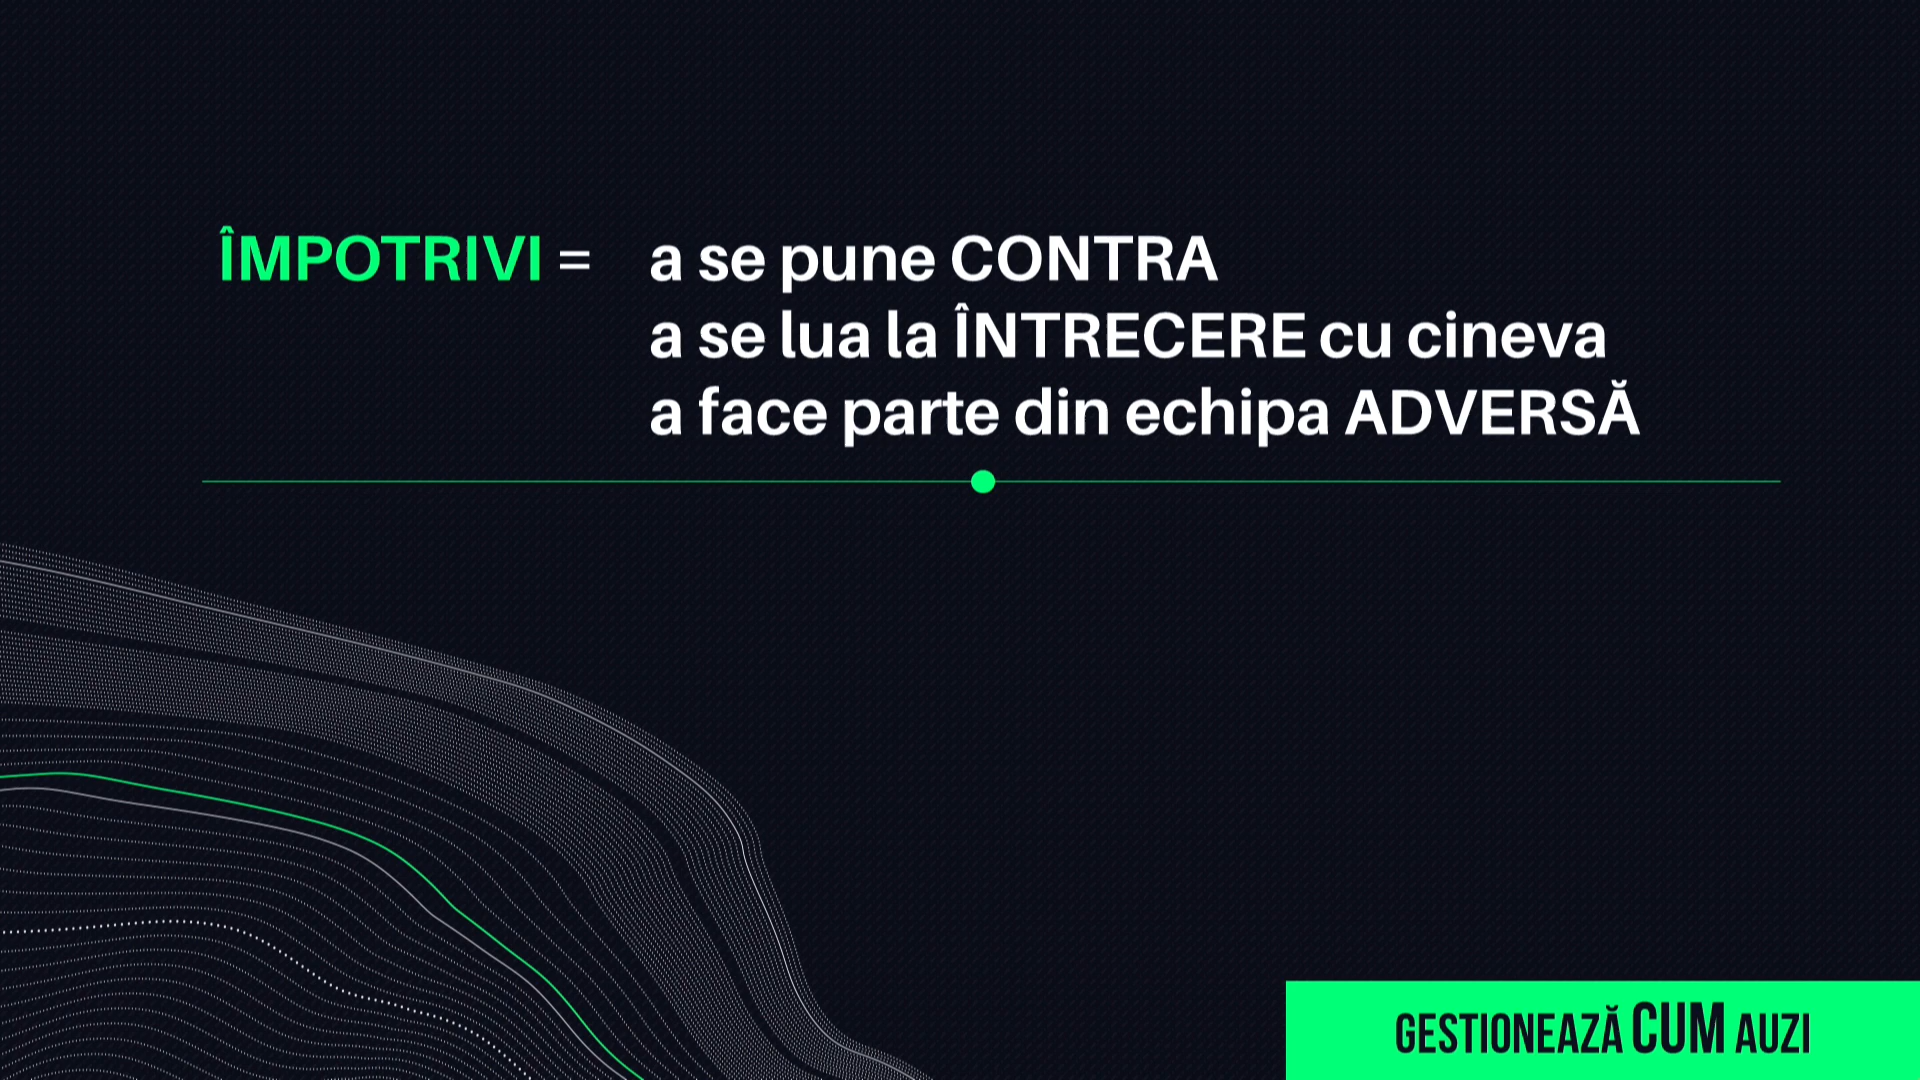 ÎMPOTRIVI = a se pune CONTRA
a se lua la ÎNTRECERE cu cineva
a face parte din echipa ADVERSĂ
GESTIONEAZĂ CUM AUZI